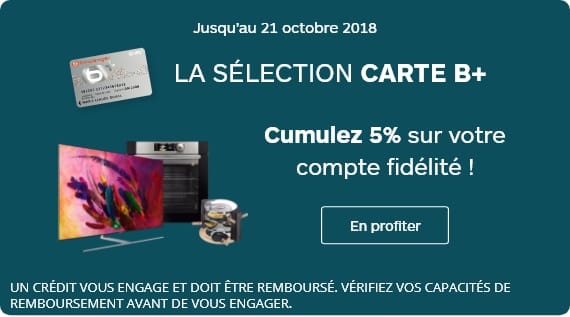 Jusqu'au 21 octobre 2018
LA SÉLECTION CARTE B+
Cumulez 5% sur votre
compte fidélité !
En profiter
UN CRÉDIT VOUS ENGAGE ET DOIT ÊTRE REMBOURSÉ. VÉRIFIEZ VOS CAPACITÉS DE
REMBOURSEMENT AVANT DE VOUS ENGAGER.